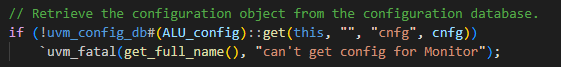 // Retrieve the configuration object from the configuration database.
if (!uvm_config_db#(ALU_config)::get(this, "", "cnfg", cnfg))
`uvm_fatal(get_full_name(), "can't get config for Monitor");